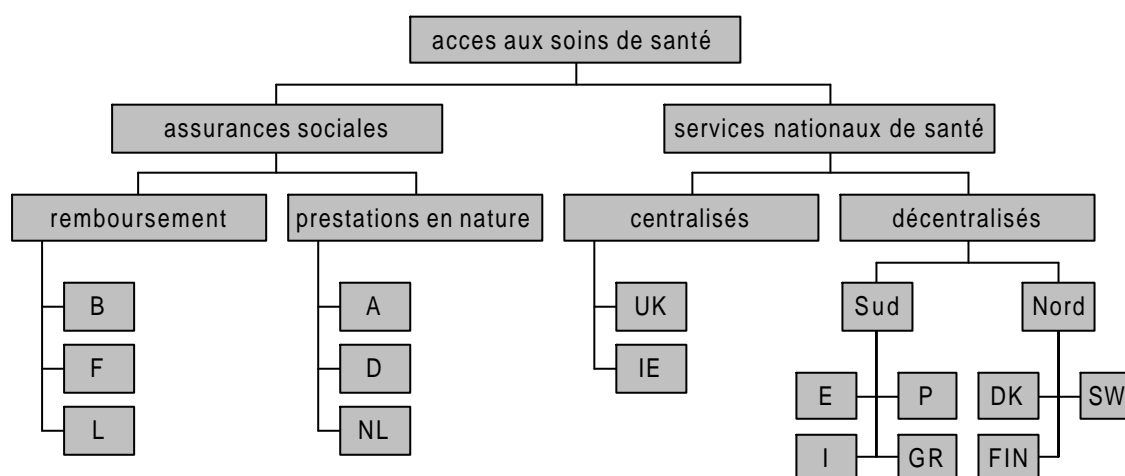 acces aux soins de santé
assurances sociales
services nationaux de santé
remboursement
prestations en nature
centralisés
décentralisés
B
A
UK
Sud
Nord
F
D
IE
E
P
DK
SW
L
NL
I
GR
FIN